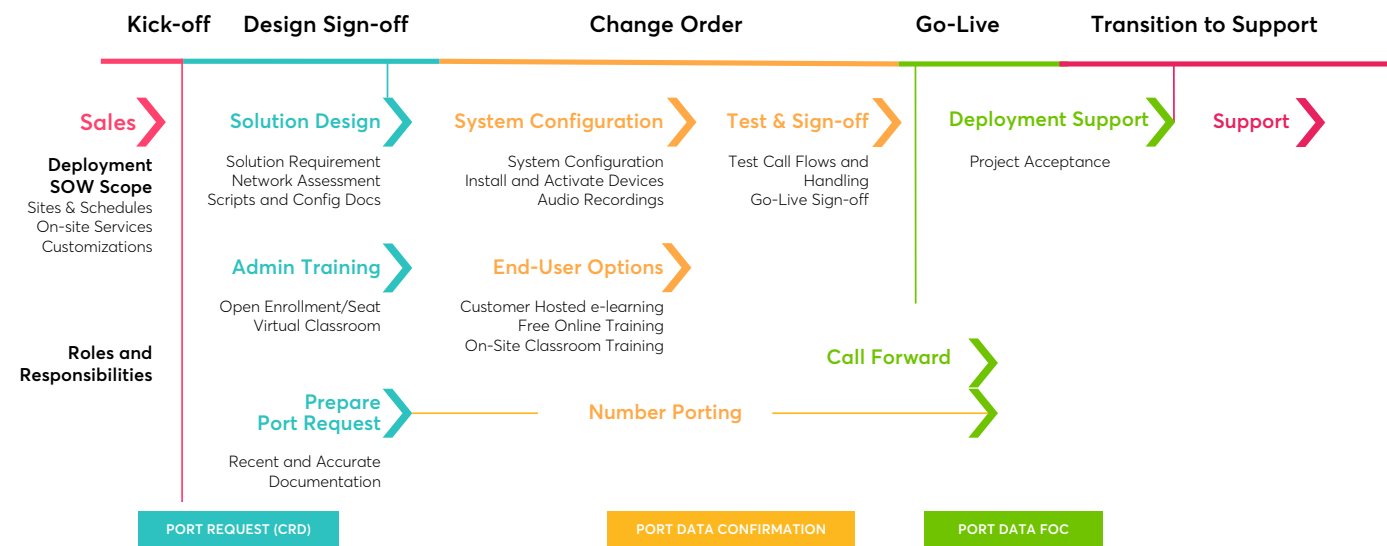 Kick-off
Design Sign-off
Change Order
Go-Live
Transition to Support
Sales
Deployment
SOW Scope
Sites & Schedules
On-site Services
Customizations
Roles and
Responsibilities
Solution Design
Solution Requirement
Network Assessment
Scripts and Config Docs
Admin Training
Open Enrollment/Seat
Virtual Classroom
Prepare
Port Request
Recent and Accurate
Documentation
System Configuration
System Configuration
Install and Activate Devices
Audio Recordings
End-User Options
Customer Hosted e-learning
Free Online Training
On-Site Classroom Training
Number Porting
Test & Sign-off
Test Call Flows and
Handling
Go-Live Sign-off
Call Forward
Deployment Support
Project Acceptance
Support
PORT REQUEST (CRD)
PORT DATA CONFIRMATION
PORT DATA FOC